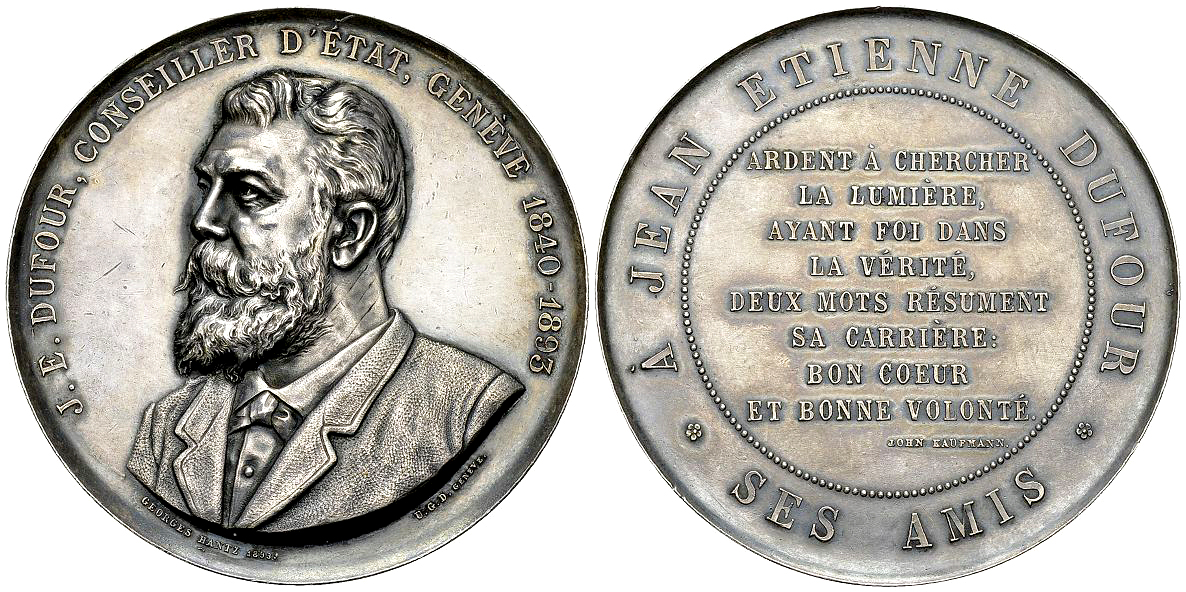 J. E. DUFOUR, CONSEILLER D'ÉTAT, GENÈVE 1840-1893
GEORGES HANTZ 1893.
U.G.D. GENÈVE.
À JEAN ETIENNE DUFOUR
ARDENT À CHERCHER
LA LUMIÈRE,
AYANT FOI DANS
LA VÉRITÉ,
DEUX MOTS RÉSUMENT
SA CARRIÈRE:
BON COEUR
ET BONNE VOLONTÉ.
JOHN KAUFMANN.
SES AMIS